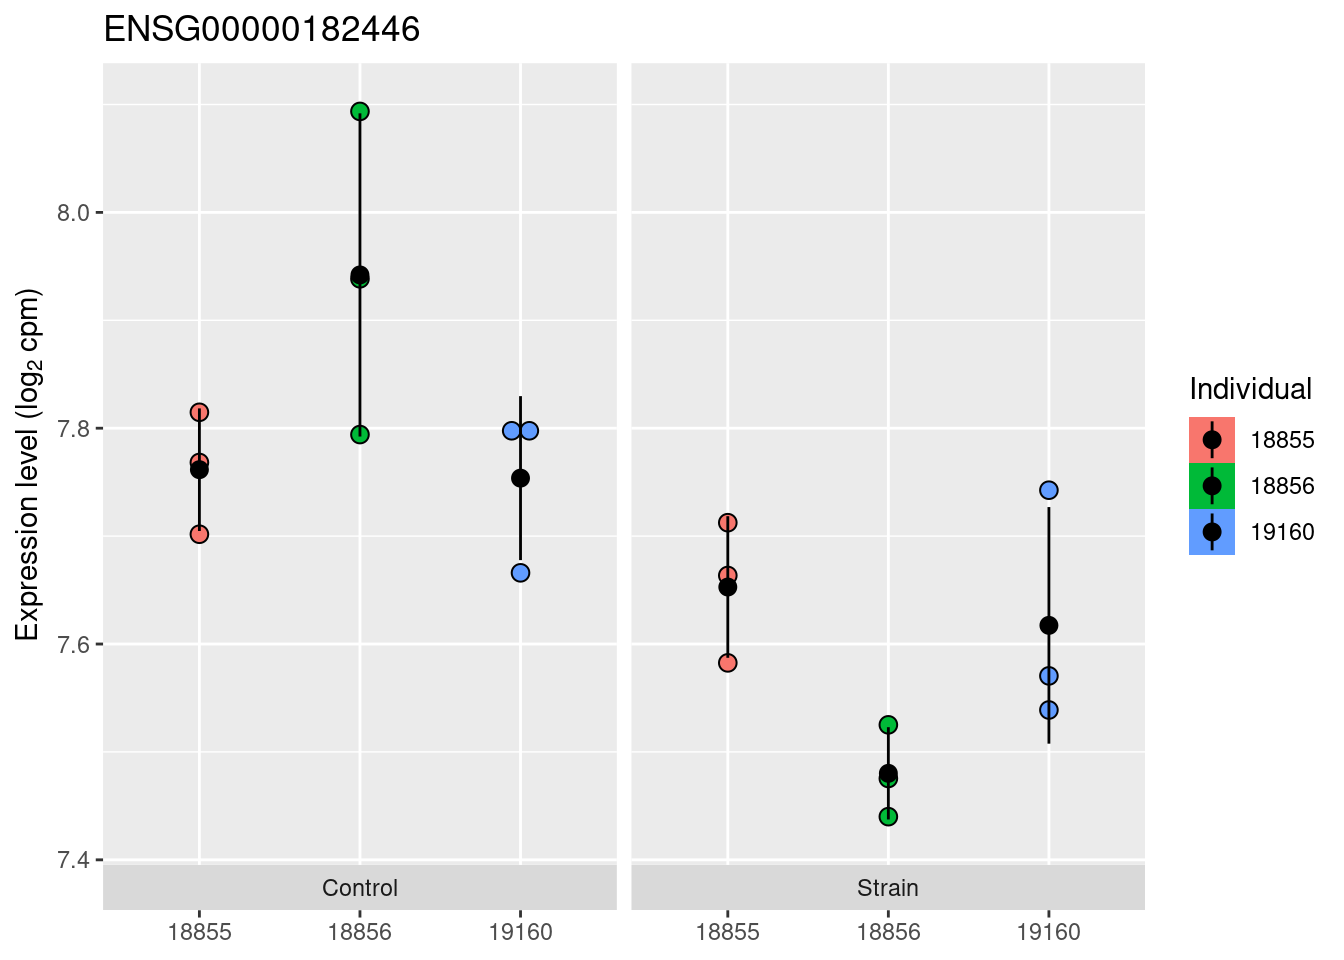 ENSG00000182446
Expression level (log₂ cpm)
8.0
7.8
7.6
7.4
Control
Strain
18855
18856
19160
18855
18856
19160
Individual
18855
18856
19160